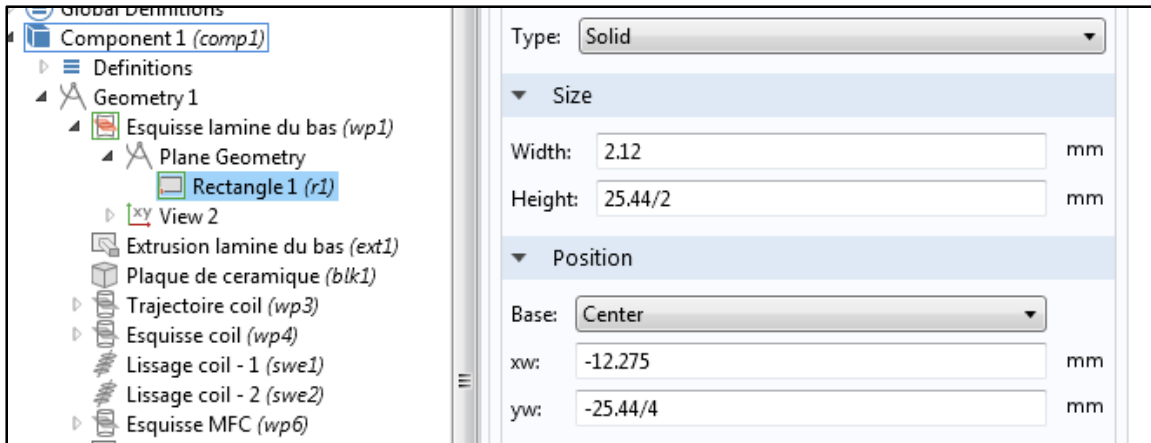 Global Definitions
Component 1 (comp1)
Definitions
Geometry 1
Esquisse lamine du bas (wp1)
Plane Geometry
Rectangle 1 (r1)
xy View 2
Extrusion lamine du bas (ext1)
Plaque de ceramique (blk1)
Trajectoire coil (wp3)
Esquisse coil (wp4)
Lissage coil - 1 (swe1)
Lissage coil - 2 (swe2)
Esquisse MFC (wp6)
Type: Solid
Size
Width: 2.12 mm
Height: 25.44/2 mm
Position
Base: Center
xw: -12.275 mm
yw: -25.44/4 mm